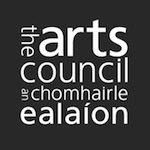 the arts
council
an chomhairle
ealaíon